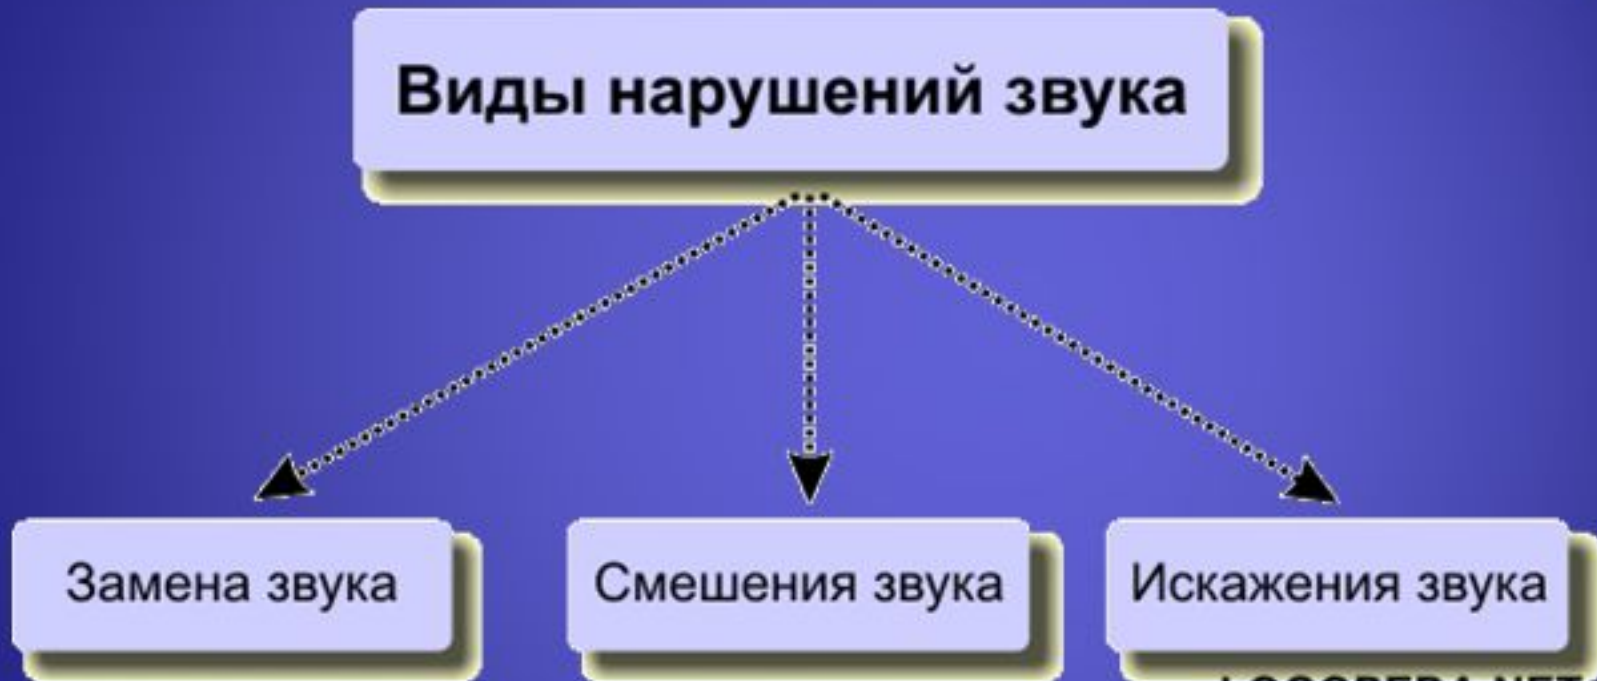 Виды нарушений звука
Замена звука
Смешения звука
Искажения звука